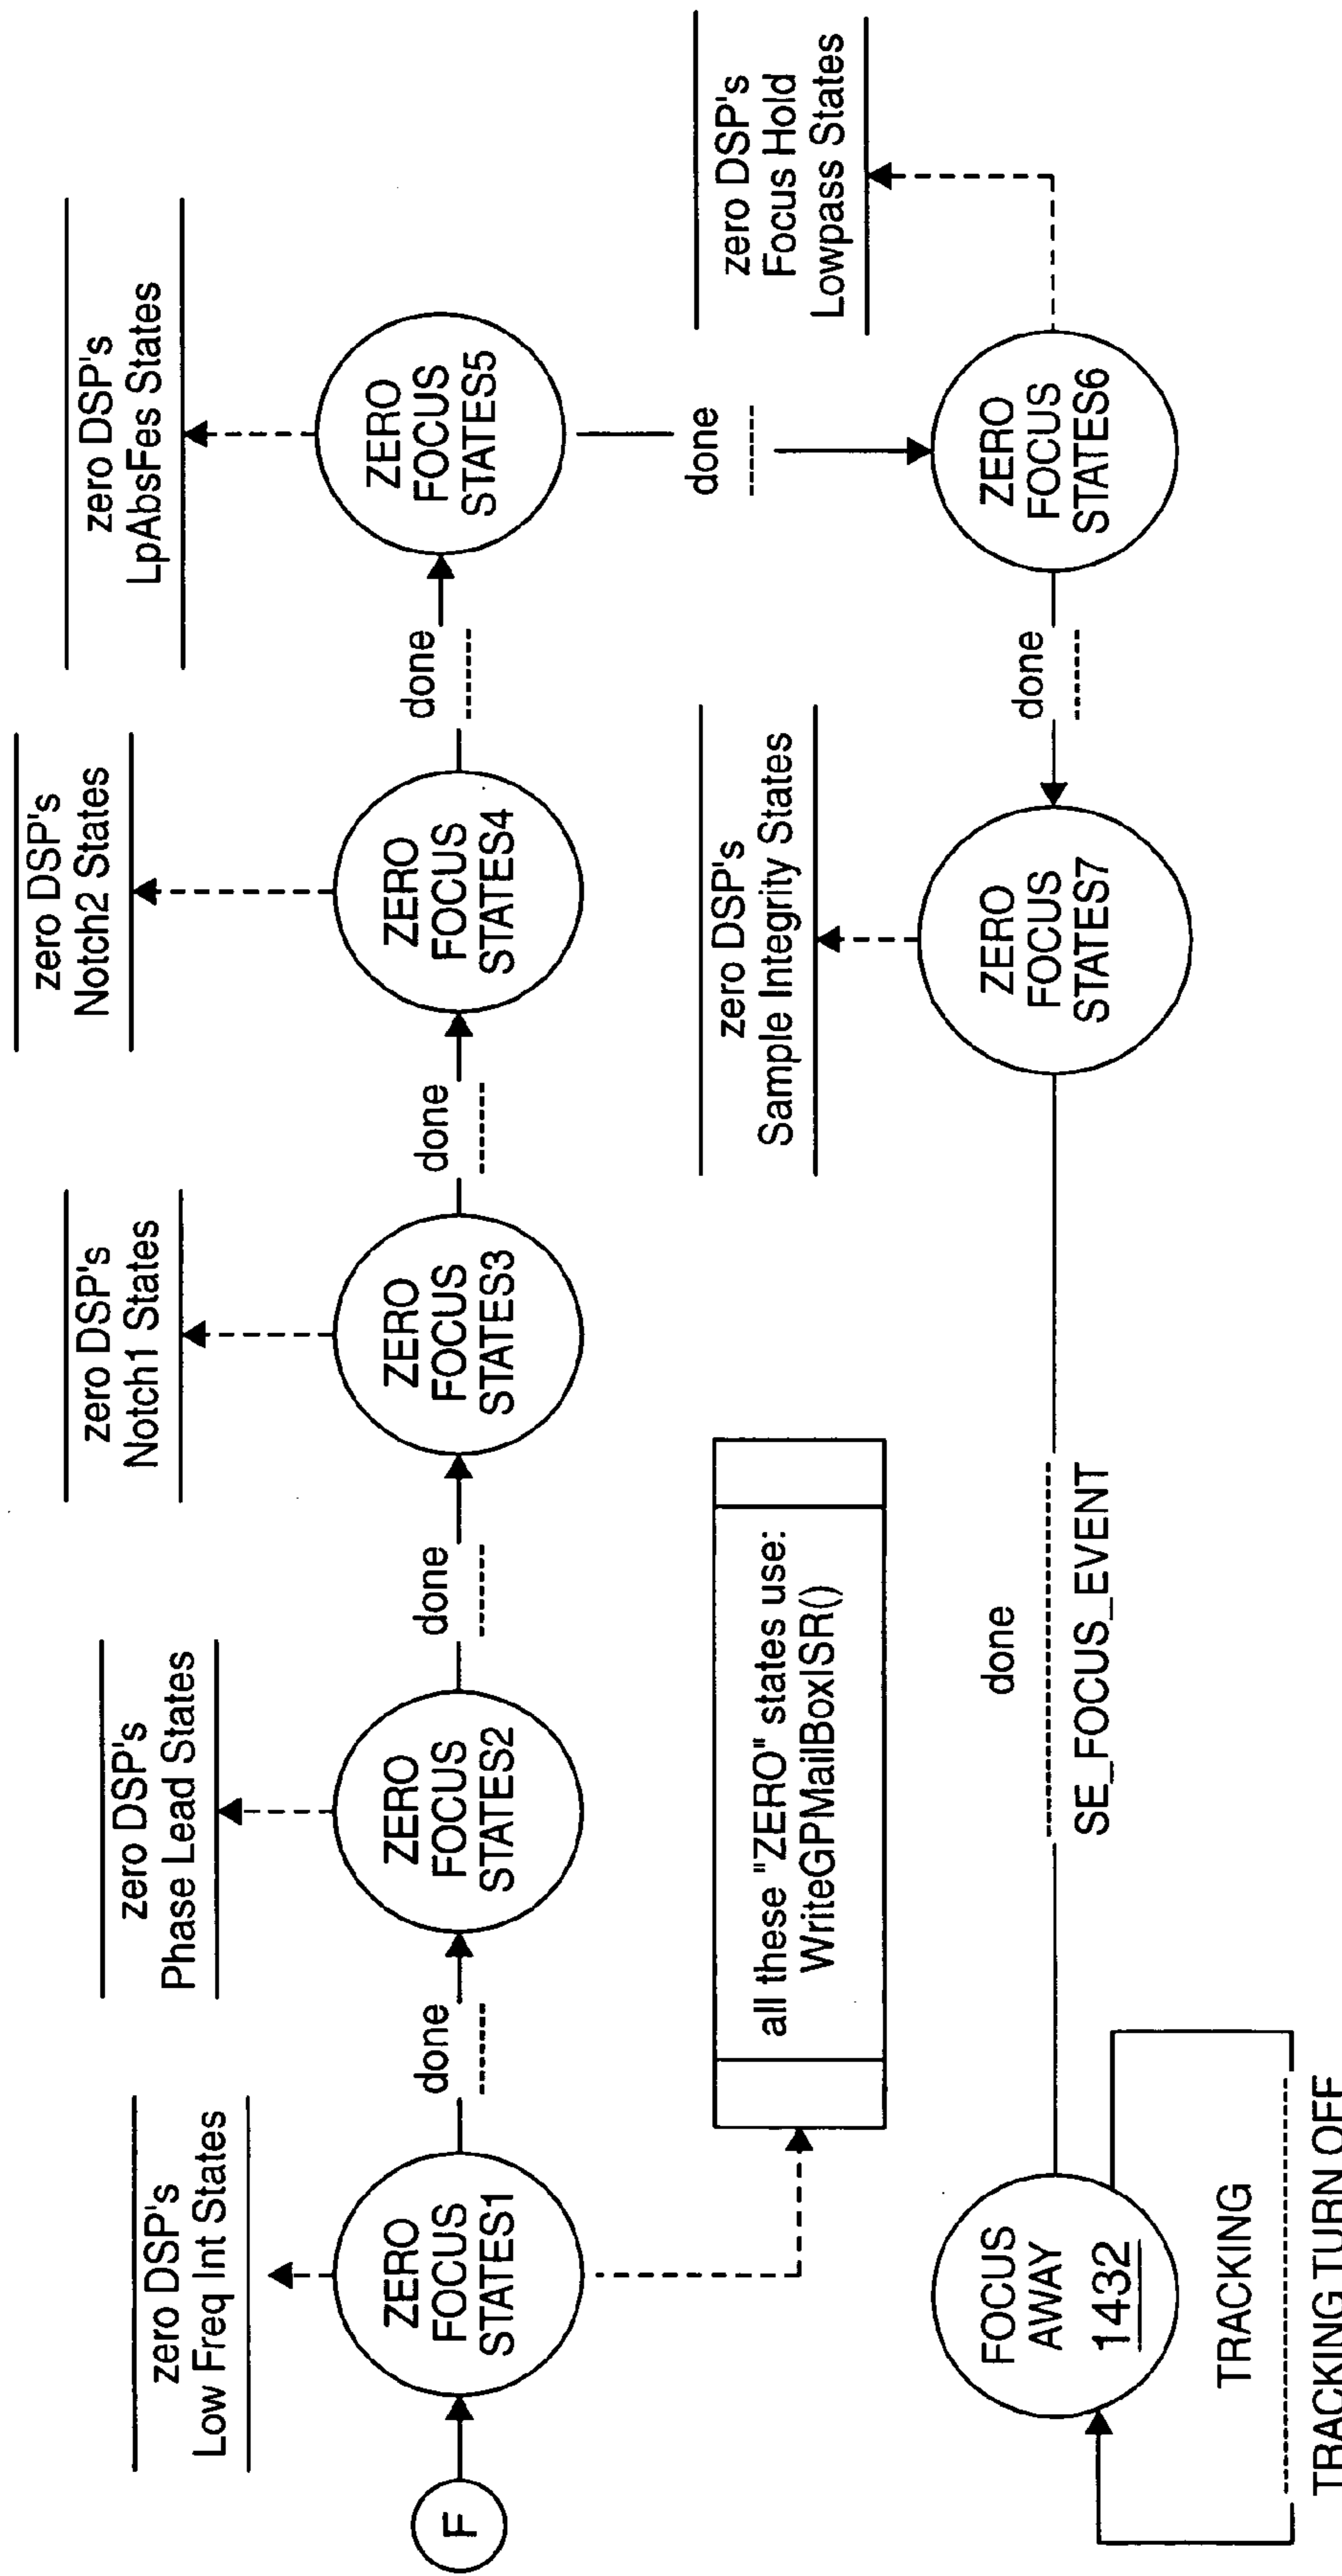 F
zero DSP's
Low Freq Int States
ZERO
FOCUS
STATES1
done
zero DSP's
Phase Lead States
ZERO
FOCUS
STATES2
done
zero DSP's
Notch1 States
ZERO
FOCUS
STATES3
done
zero DSP's
Notch2 States
ZERO
FOCUS
STATES4
done
zero DSP's
LpAbsFes States
ZERO
FOCUS
STATES5
done
zero DSP's
Focus Hold
Lowpass States
ZERO
FOCUS
STATES6
done
zero DSP's
Sample Integrity States
ZERO
FOCUS
STATES7
done
SE_FOCUS_EVENT
all these "ZERO" states use:
WriteGPMailBoxISR()
FOCUS
AWAY
1432
TRACKING
TRACKING TURN OFF